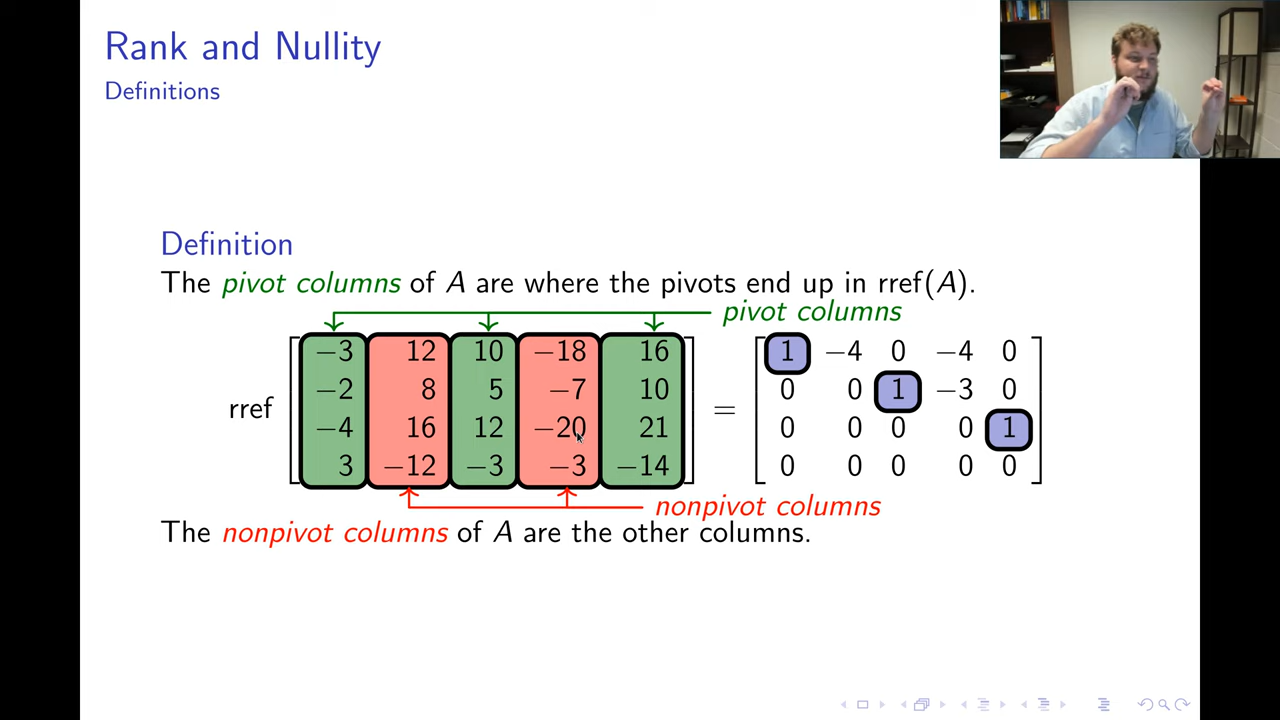 Rank and Nullity
Definitions
Definition
The pivot columns of A are where the pivots end up in rref(A).
pivot columns
rref [ −3 12 10 −18 16 ] = [ 1 −4 0 −4 0 ]
−2 8 5 −7 10 0 0 1 −3 0
−4 16 12 −20 21 0 0 0 0 1
3 −12 −3 −3 −14 0 0 0 0 0
nonpivot columns
The nonpivot columns of A are the other columns.